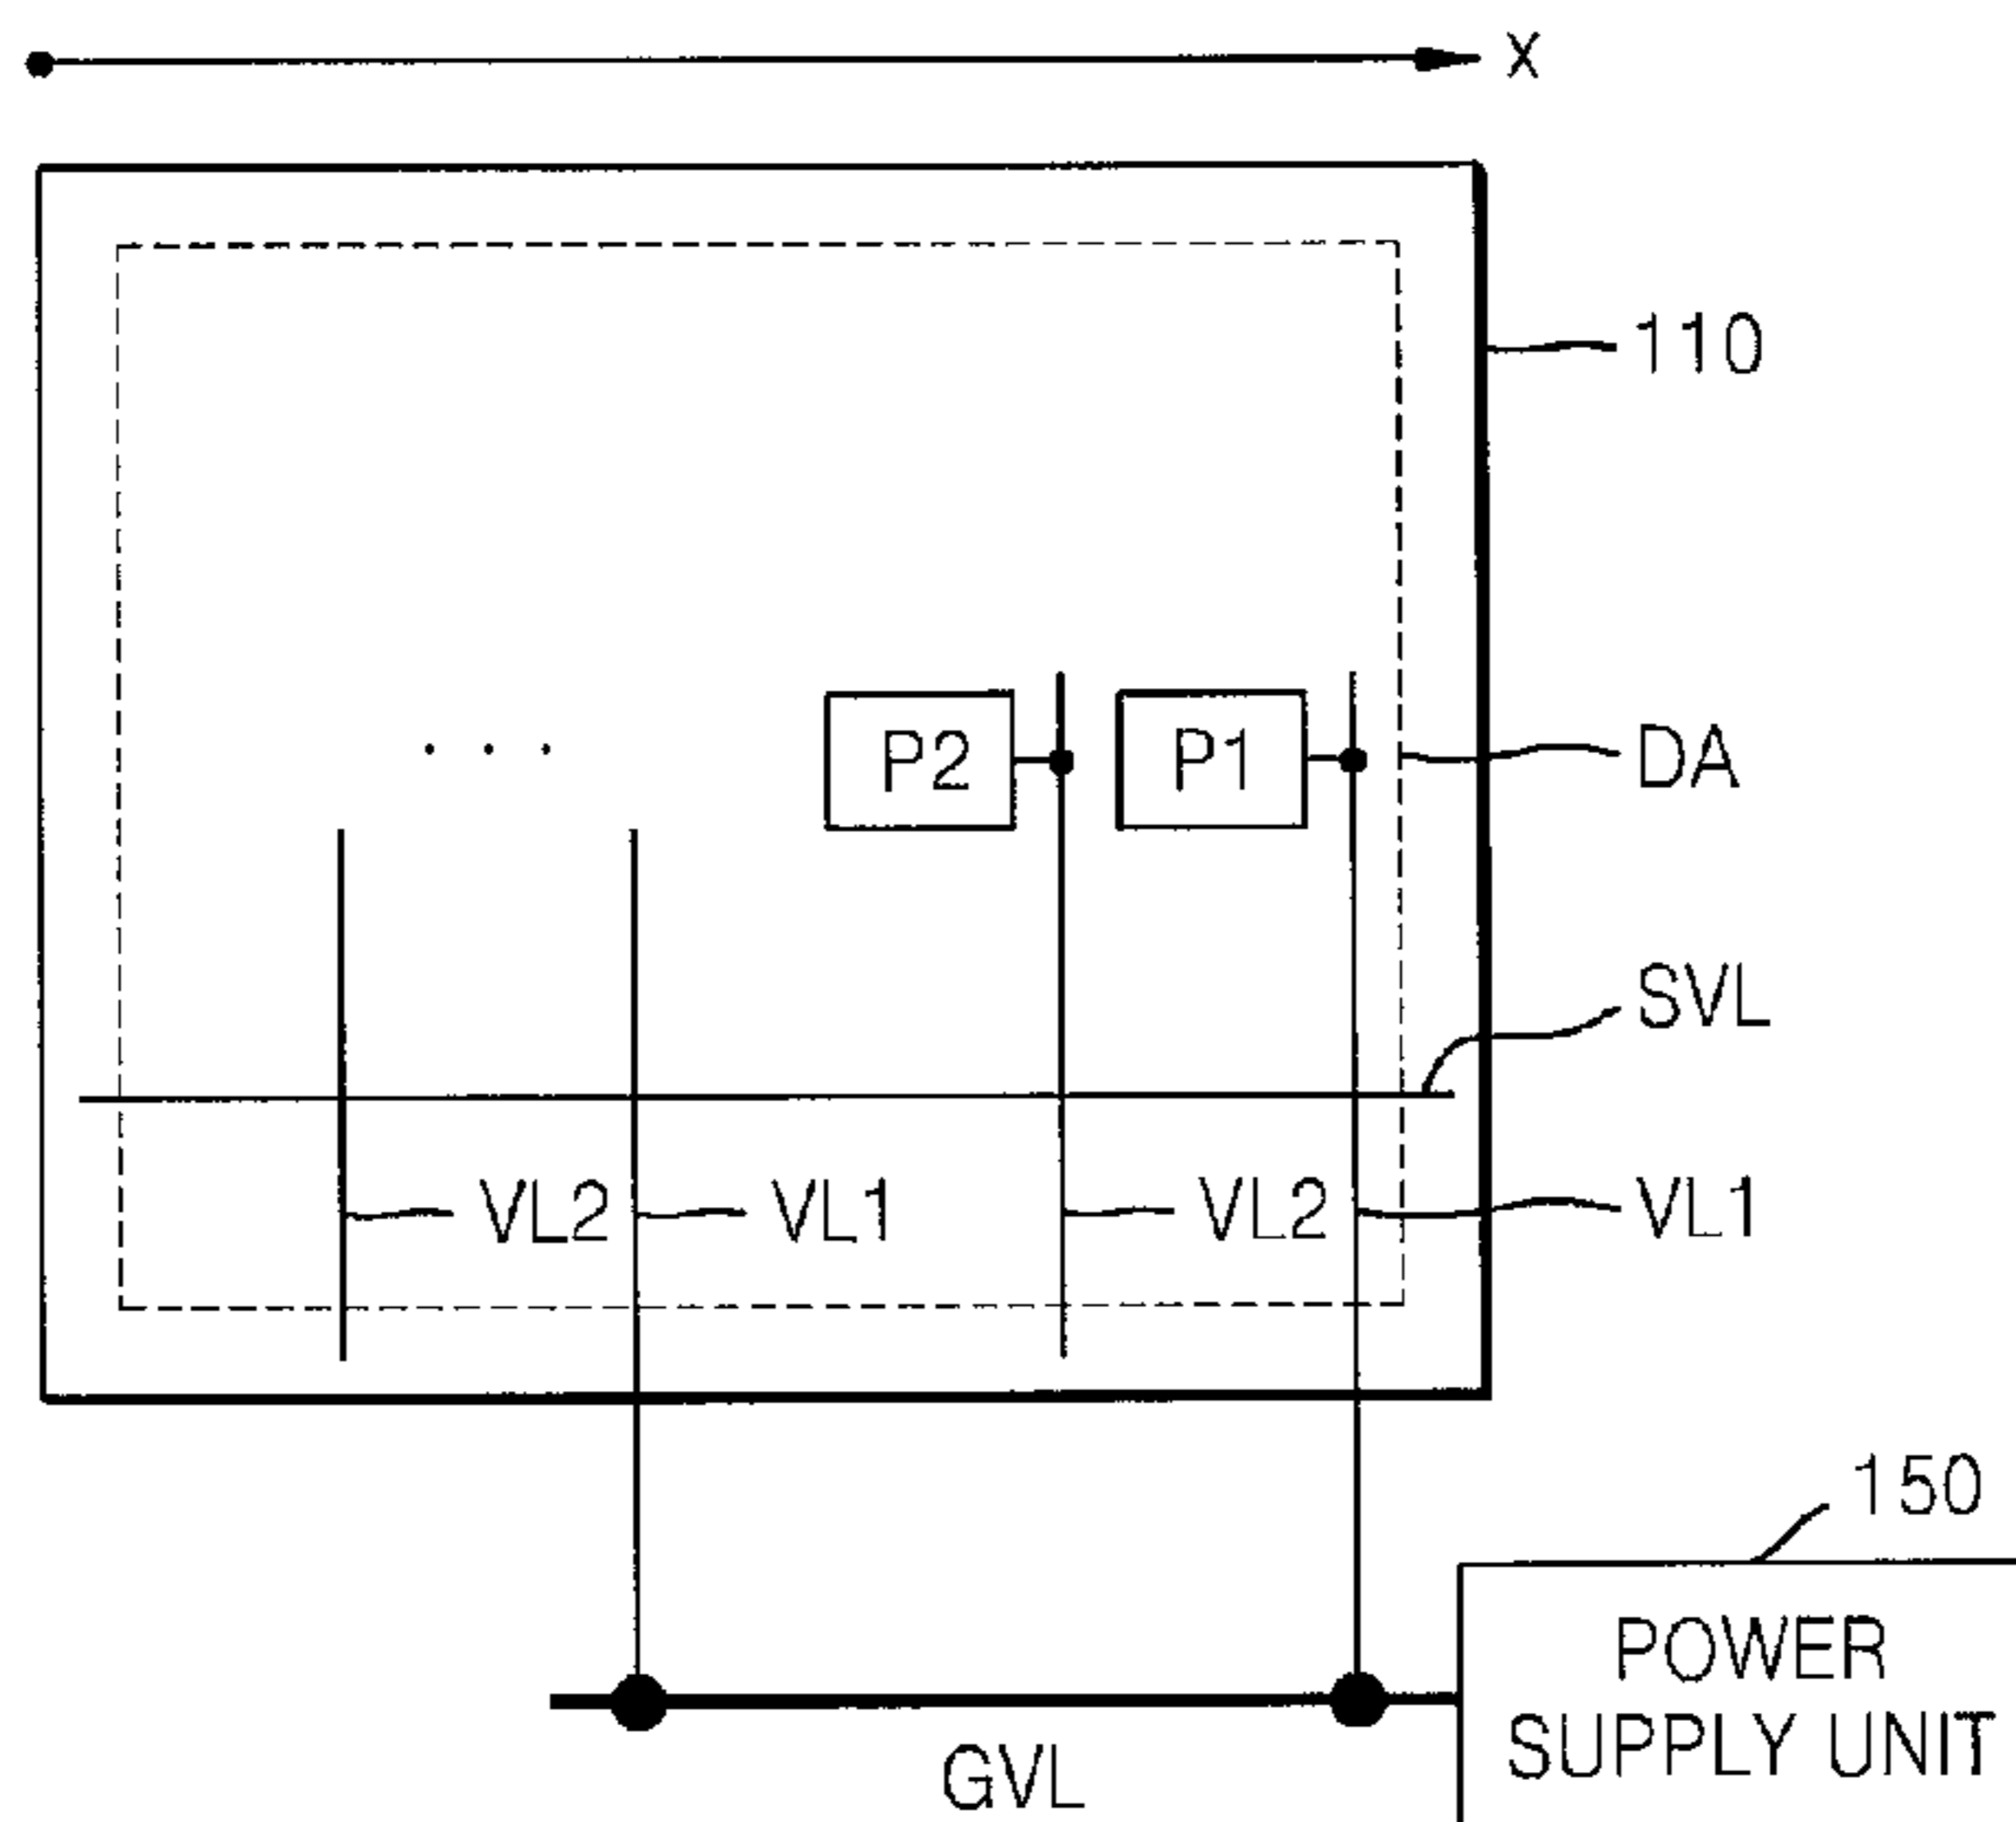 X
110
P2
P1
DA
. . .
SVL
VL2
VL1
VL2
VL1
150
POWER
SUPPLY UNIT
GVL